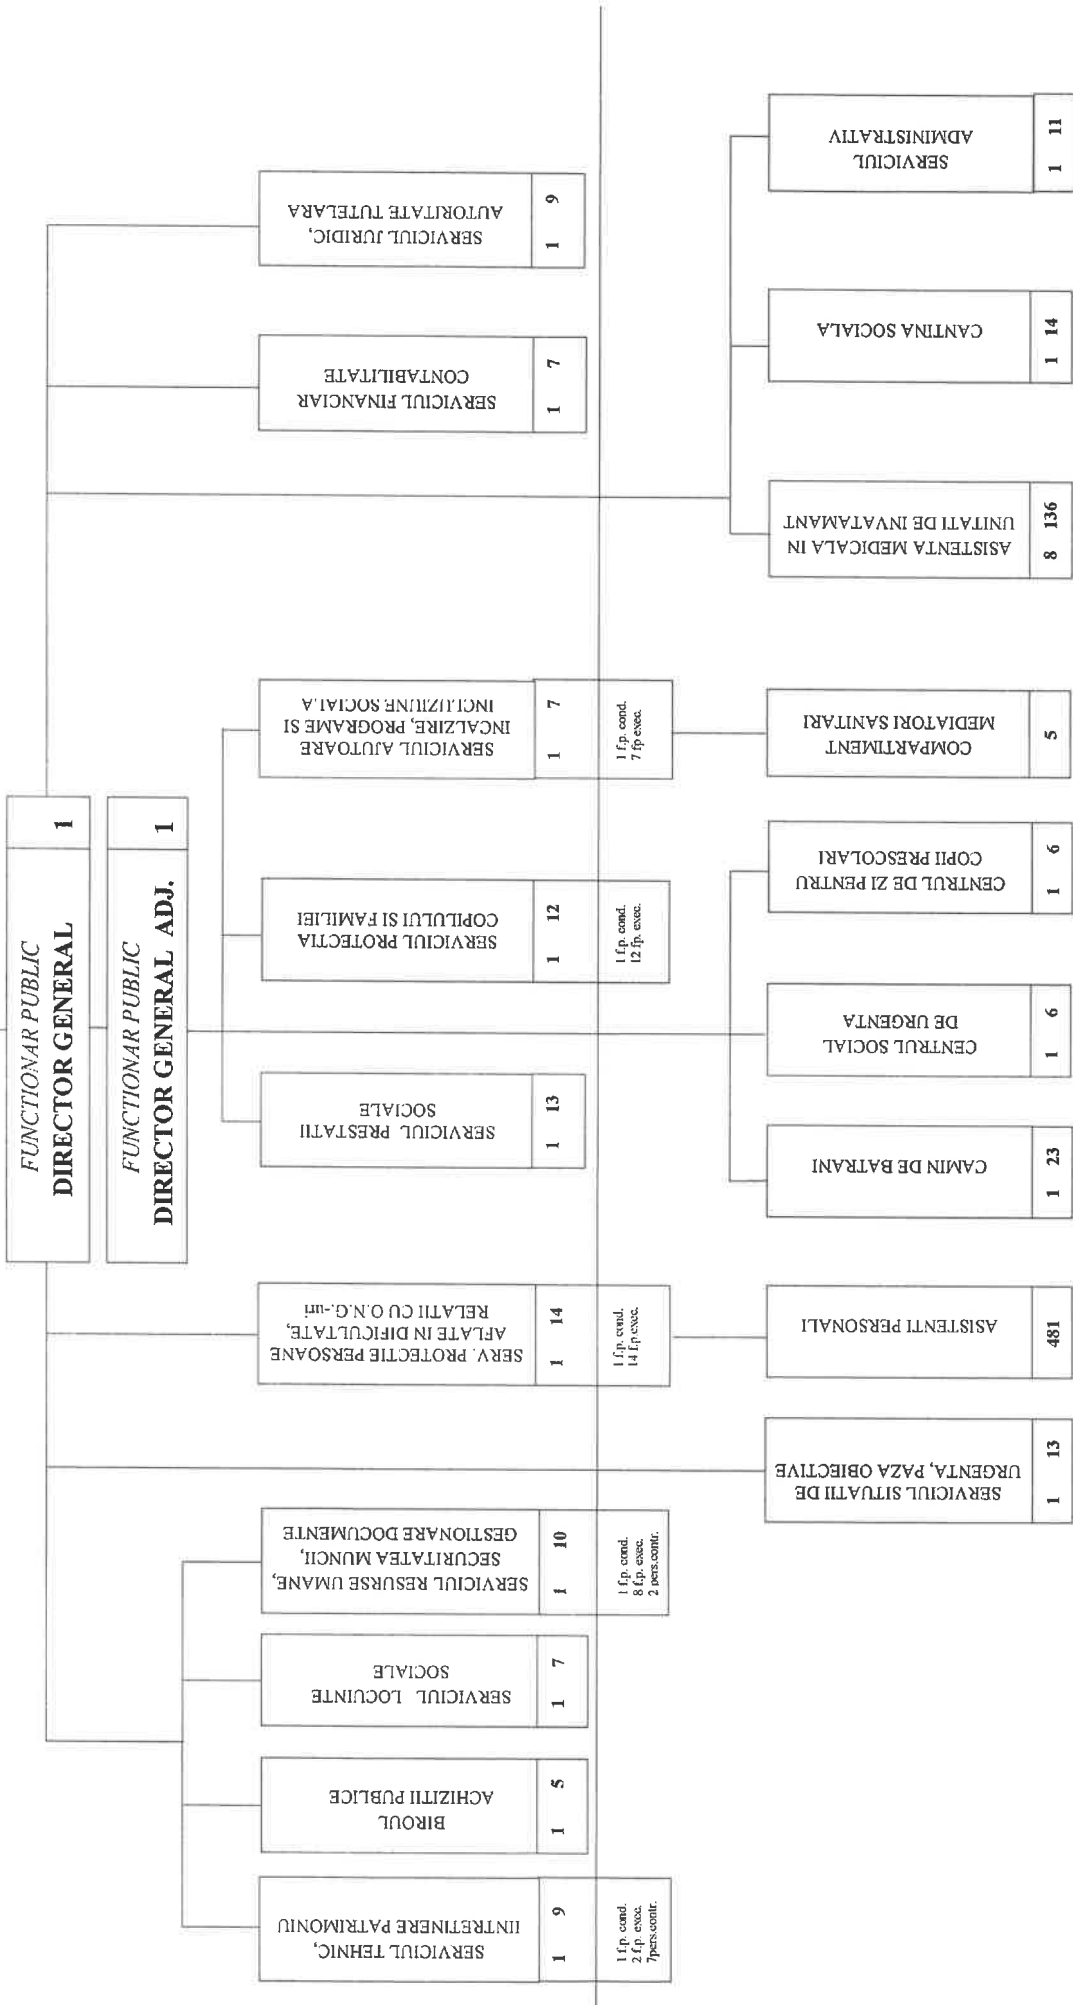 FUNCTIONAR PUBLIC
DIRECTOR GENERAL
1
FUNCTIONAR PUBLIC
DIRECTOR GENERAL ADJ.
1
SERVICIUL TEHNIC,
IINTRETINERE PATRIMONIU
1 9
1 f.p. cond.
2 f.p. exec.
7pers.contr.
BIROUL
ACHIZITII PUBLICE
1 5
SERVICIUL LOCUINTE
SOCIALE
1 7
SERVICIUL RESURSE UMANE,
SECURITATEA MUNCII,
GESTIONARE DOCUMENTE
1 10
1 f.p. cond.
8 f.p. exec.
2 pers.contr.
SERV. PROTECTIE PERSOANE
AFLATE IN DIFICULTATE,
RELATII CU O.N.G.-uri
1 14
1 f.p. cond.
14 f.p.exec.
SERVICIUL PRESTATII
SOCIALE
1 13
SERVICIUL PROTECTIA
COPILULUI SI FAMILIEI
1 12
1 f.p. cond.
12 fp. exec.
SERVICIUL AJUTOARE
INCALZIRE, PROGRAME SI
INCLUZIUNE SOCIALA
1 7
1 f.p. cond.
7 fp exec.
SERVICIUL FINANCIAR
CONTABILITATE
1 7
SERVICIUL JURIDIC,
AUTORITATE TUTELARA
1 9
SERVICIUL SITUATII DE
URGENTA, PAZA OBIECTIVE
1 13
ASISTENTI PERSONALI
481
CAMIN DE BATRANI
1 23
CENTRUL SOCIAL
DE URGENTA
1 6
CENTRUL DE ZI PENTRU
COPII PRESCOLARI
1 6
COMPARTIMENT
MEDIATORI SANITARI
5
ASISTENTA MEDICALA IN
UNITATI DE INVATAMANT
8 136
CANTINA SOCIALA
1 14
SERVICIUL
ADMINISTRATIV
1 11